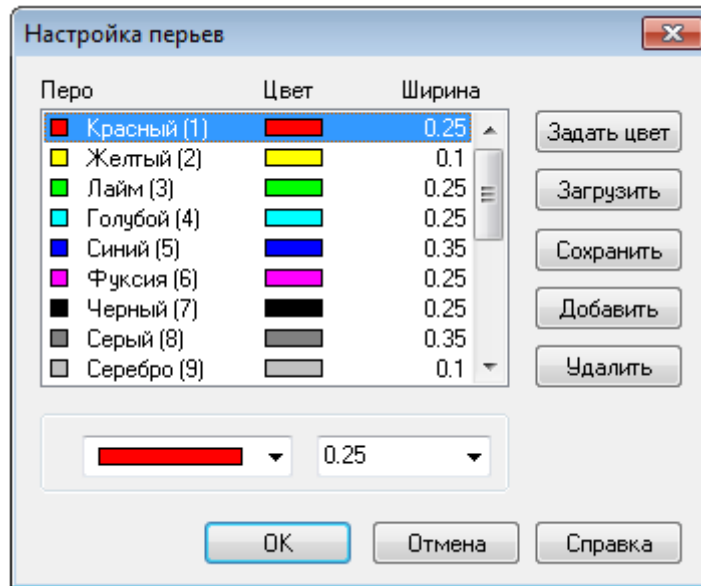 Настройка перьев
Перо Цвет Ширина
Красный (1) 0.25
Желтый (2) 0.1
Лайм (3) 0.25
Голубой (4) 0.25
Синий (5) 0.35
Фуксия (6) 0.25
Черный (7) 0.25
Серый (8) 0.35
Серебро (9) 0.1
Задать цвет
Загрузить
Сохранить
Добавить
Удалить
0.25
OK Отмена Справка